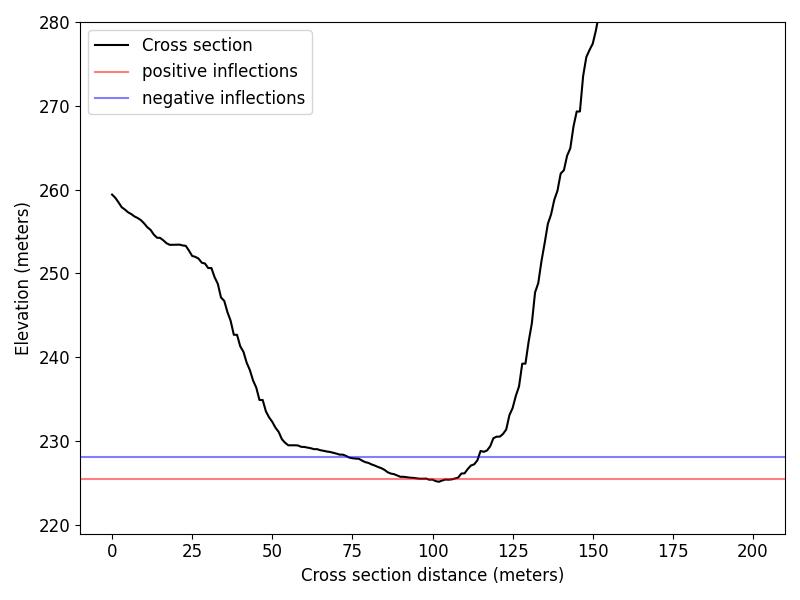 Cross section
positive inflections
negative inflections
280
270
260
250
240
230
220
Elevation (meters)
0 25 50 75 100 125 150 175 200
Cross section distance (meters)